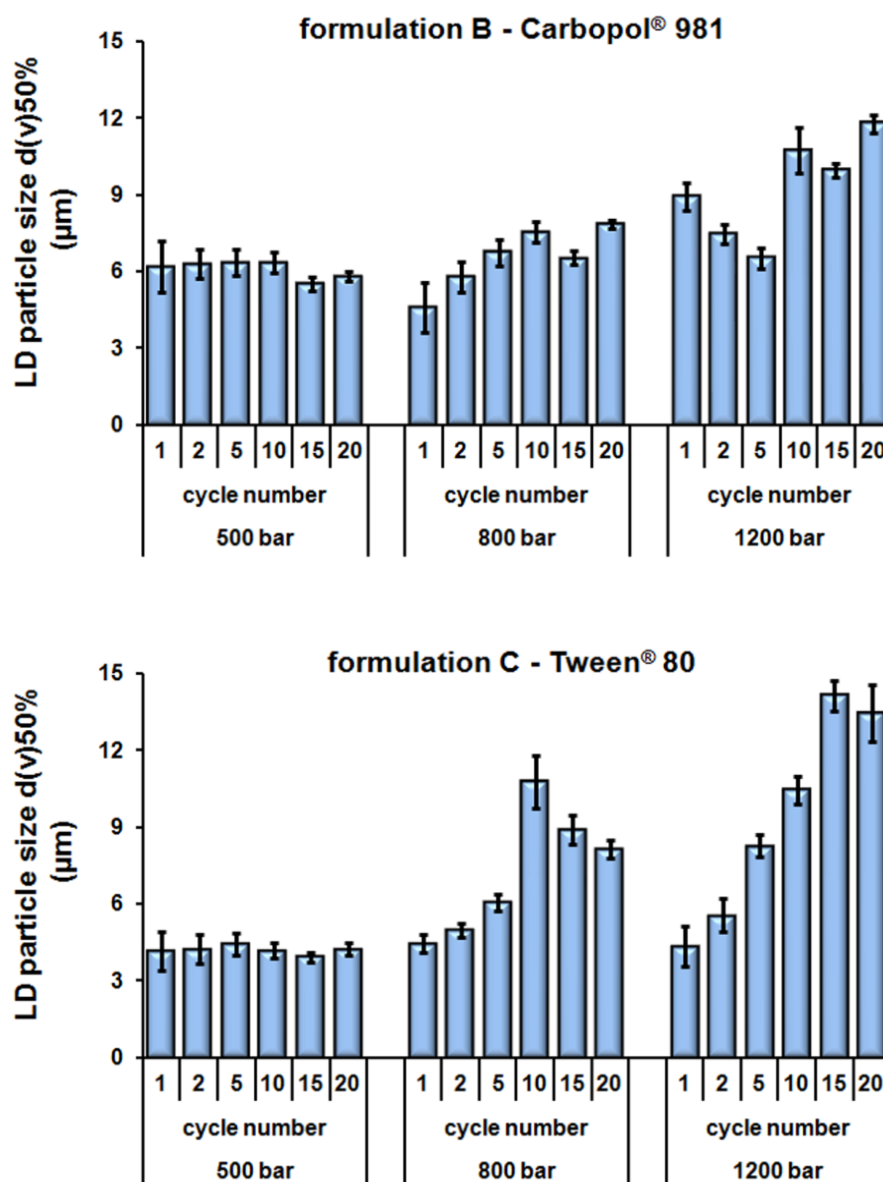 formulation B - Carbopol® 981
LD particle size d(v)50%
(µm)
15
12
9
6
3
0
1 2 5 10 15 20 1 2 5 10 15 20 1 2 5 10 15 20
cycle number cycle number cycle number
500 bar 800 bar 1200 bar
formulation C - Tween® 80
LD particle size d(v)50%
(µm)
15
12
9
6
3
0
1 2 5 10 15 20 1 2 5 10 15 20 1 2 5 10 15 20
cycle number cycle number cycle number
500 bar 800 bar 1200 bar